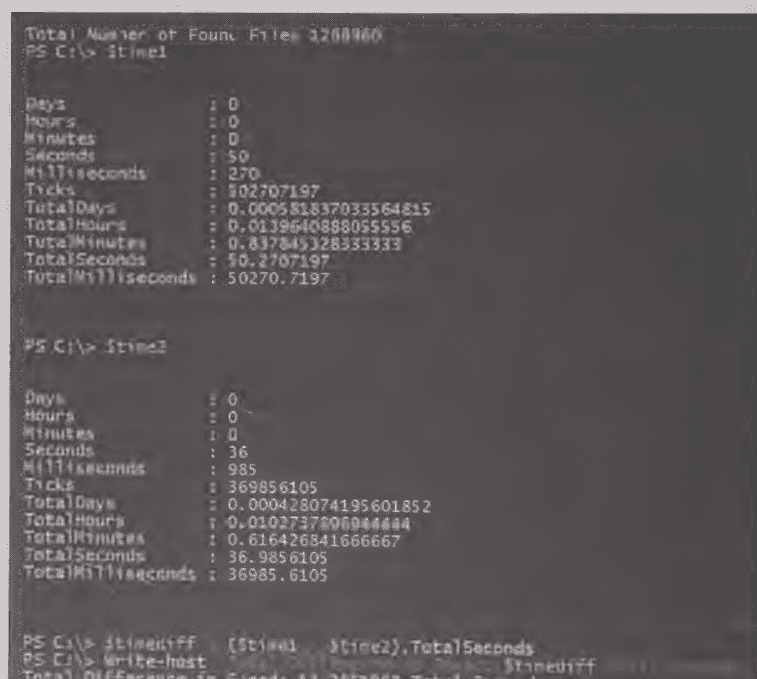 Total Number of Found Files
PS C:\> $time1
Days : 0
Hours : 0
Minutes : 0
Seconds : 50
Milliseconds : 270
Ticks : 502707197
TotalDays : 0.000581837033564815
TotalHours : 0.0139640888055556
TotalMinutes : 0.837845328333333
TotalSeconds : 50.2707197
TotalMilliseconds : 50270.7197
PS C:\> $time2
Days : 0
Hours : 0
Minutes : 0
Seconds : 36
Milliseconds : 985
Ticks : 369856105
TotalDays : 0.000428074195601852
TotalHours :
TotalMinutes : 0.616426841666667
TotalSeconds : 36.9856105
TotalMilliseconds : 36985.6105
PS C:\> $timediff ($time1 $time2).TotalSeconds
PS C:\> Write-host $timediff
Total Difference in